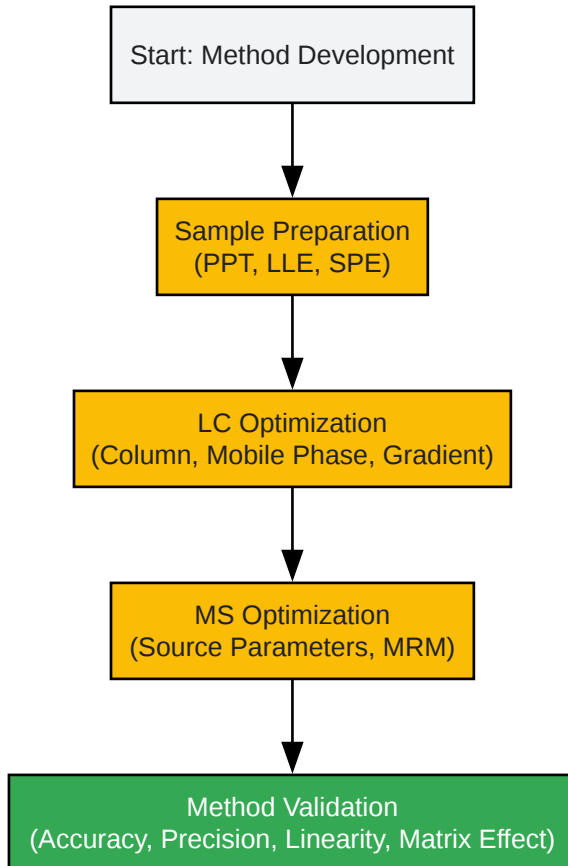 Start: Method Development
Sample Preparation
(PPT, LLE, SPE)
LC Optimization
(Column, Mobile Phase, Gradient)
MS Optimization
(Source Parameters, MRM)
Method Validation
(Accuracy, Precision, Linearity, Matrix Effect)